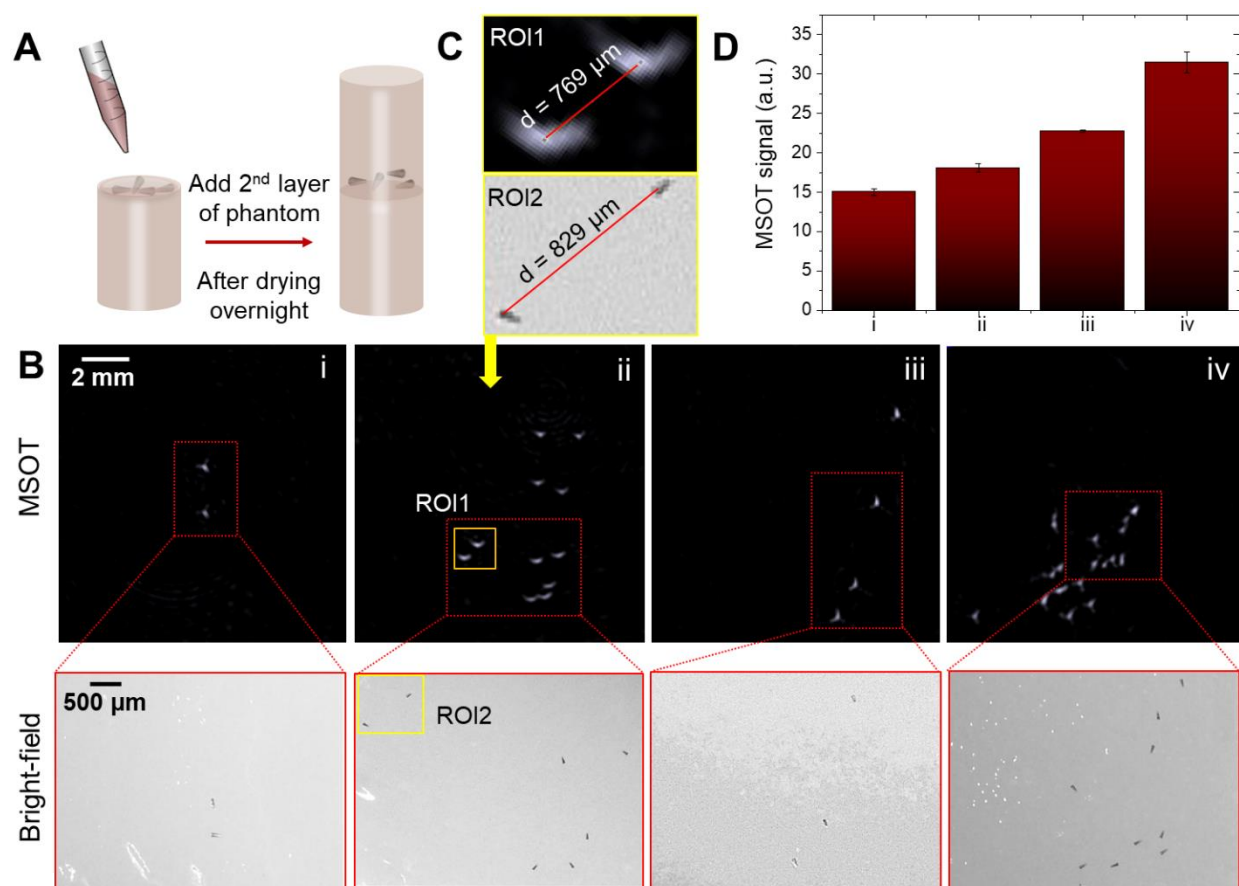 A
Add 2nd layer
of phantom
After drying
overnight
C
ROI1
d = 769 µm
ROI2
d = 829 µm
D
MSOT signal (a.u.)
35
30
25
20
15
10
5
0
i
ii
iii
iv
B
MSOT
2 mm
i
ii
ROI1
iii
iv
Bright-field
500 µm
ROI2